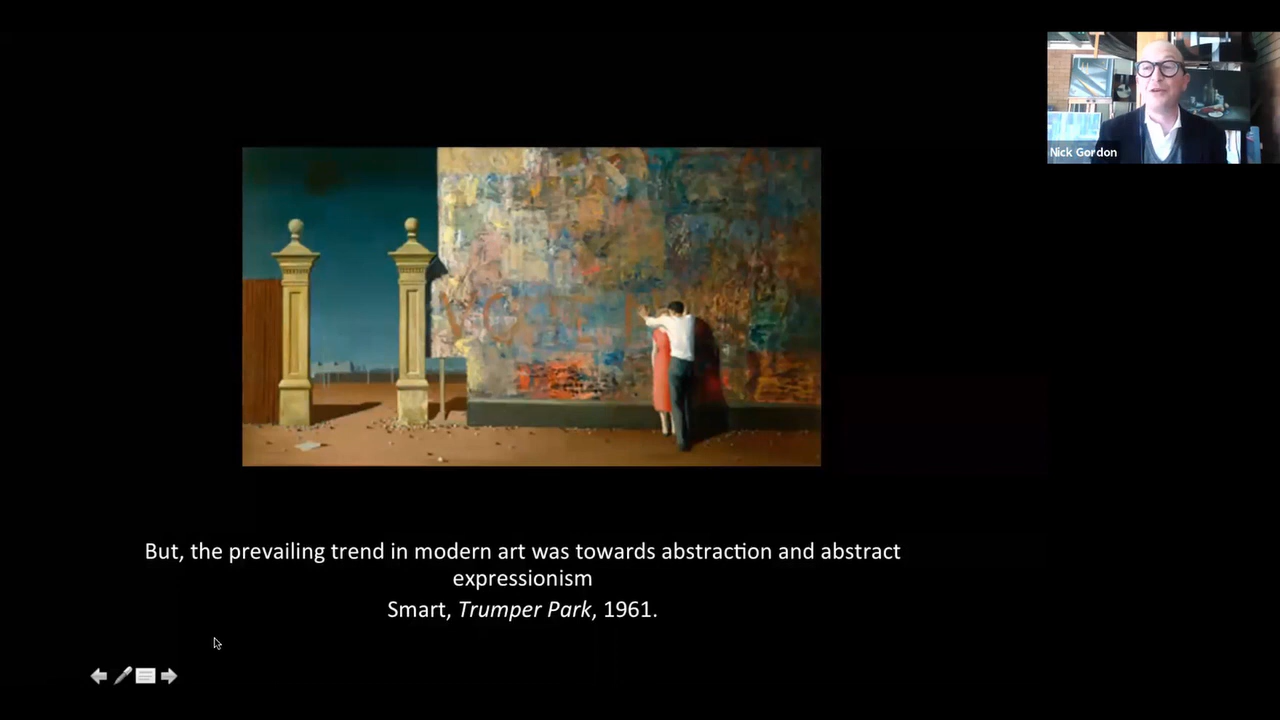 Nick Gordon
But, the prevailing trend in modern art was towards abstraction and abstract
expressionism
Smart, Trumper Park, 1961.